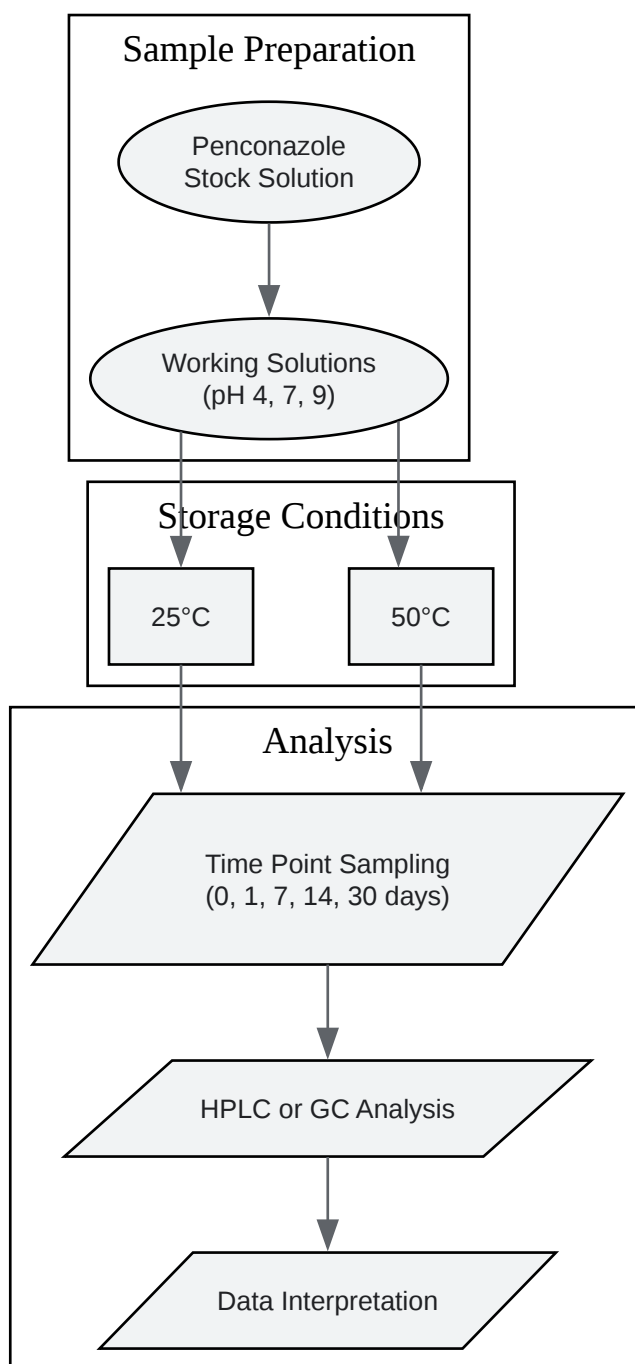 Sample Preparation
Penconazole
Stock Solution
Working Solutions
(pH 4, 7, 9)
Storage Conditions
25°C
50°C
Analysis
Time Point Sampling
(0, 1, 7, 14, 30 days)
HPLC or GC Analysis
Data Interpretation